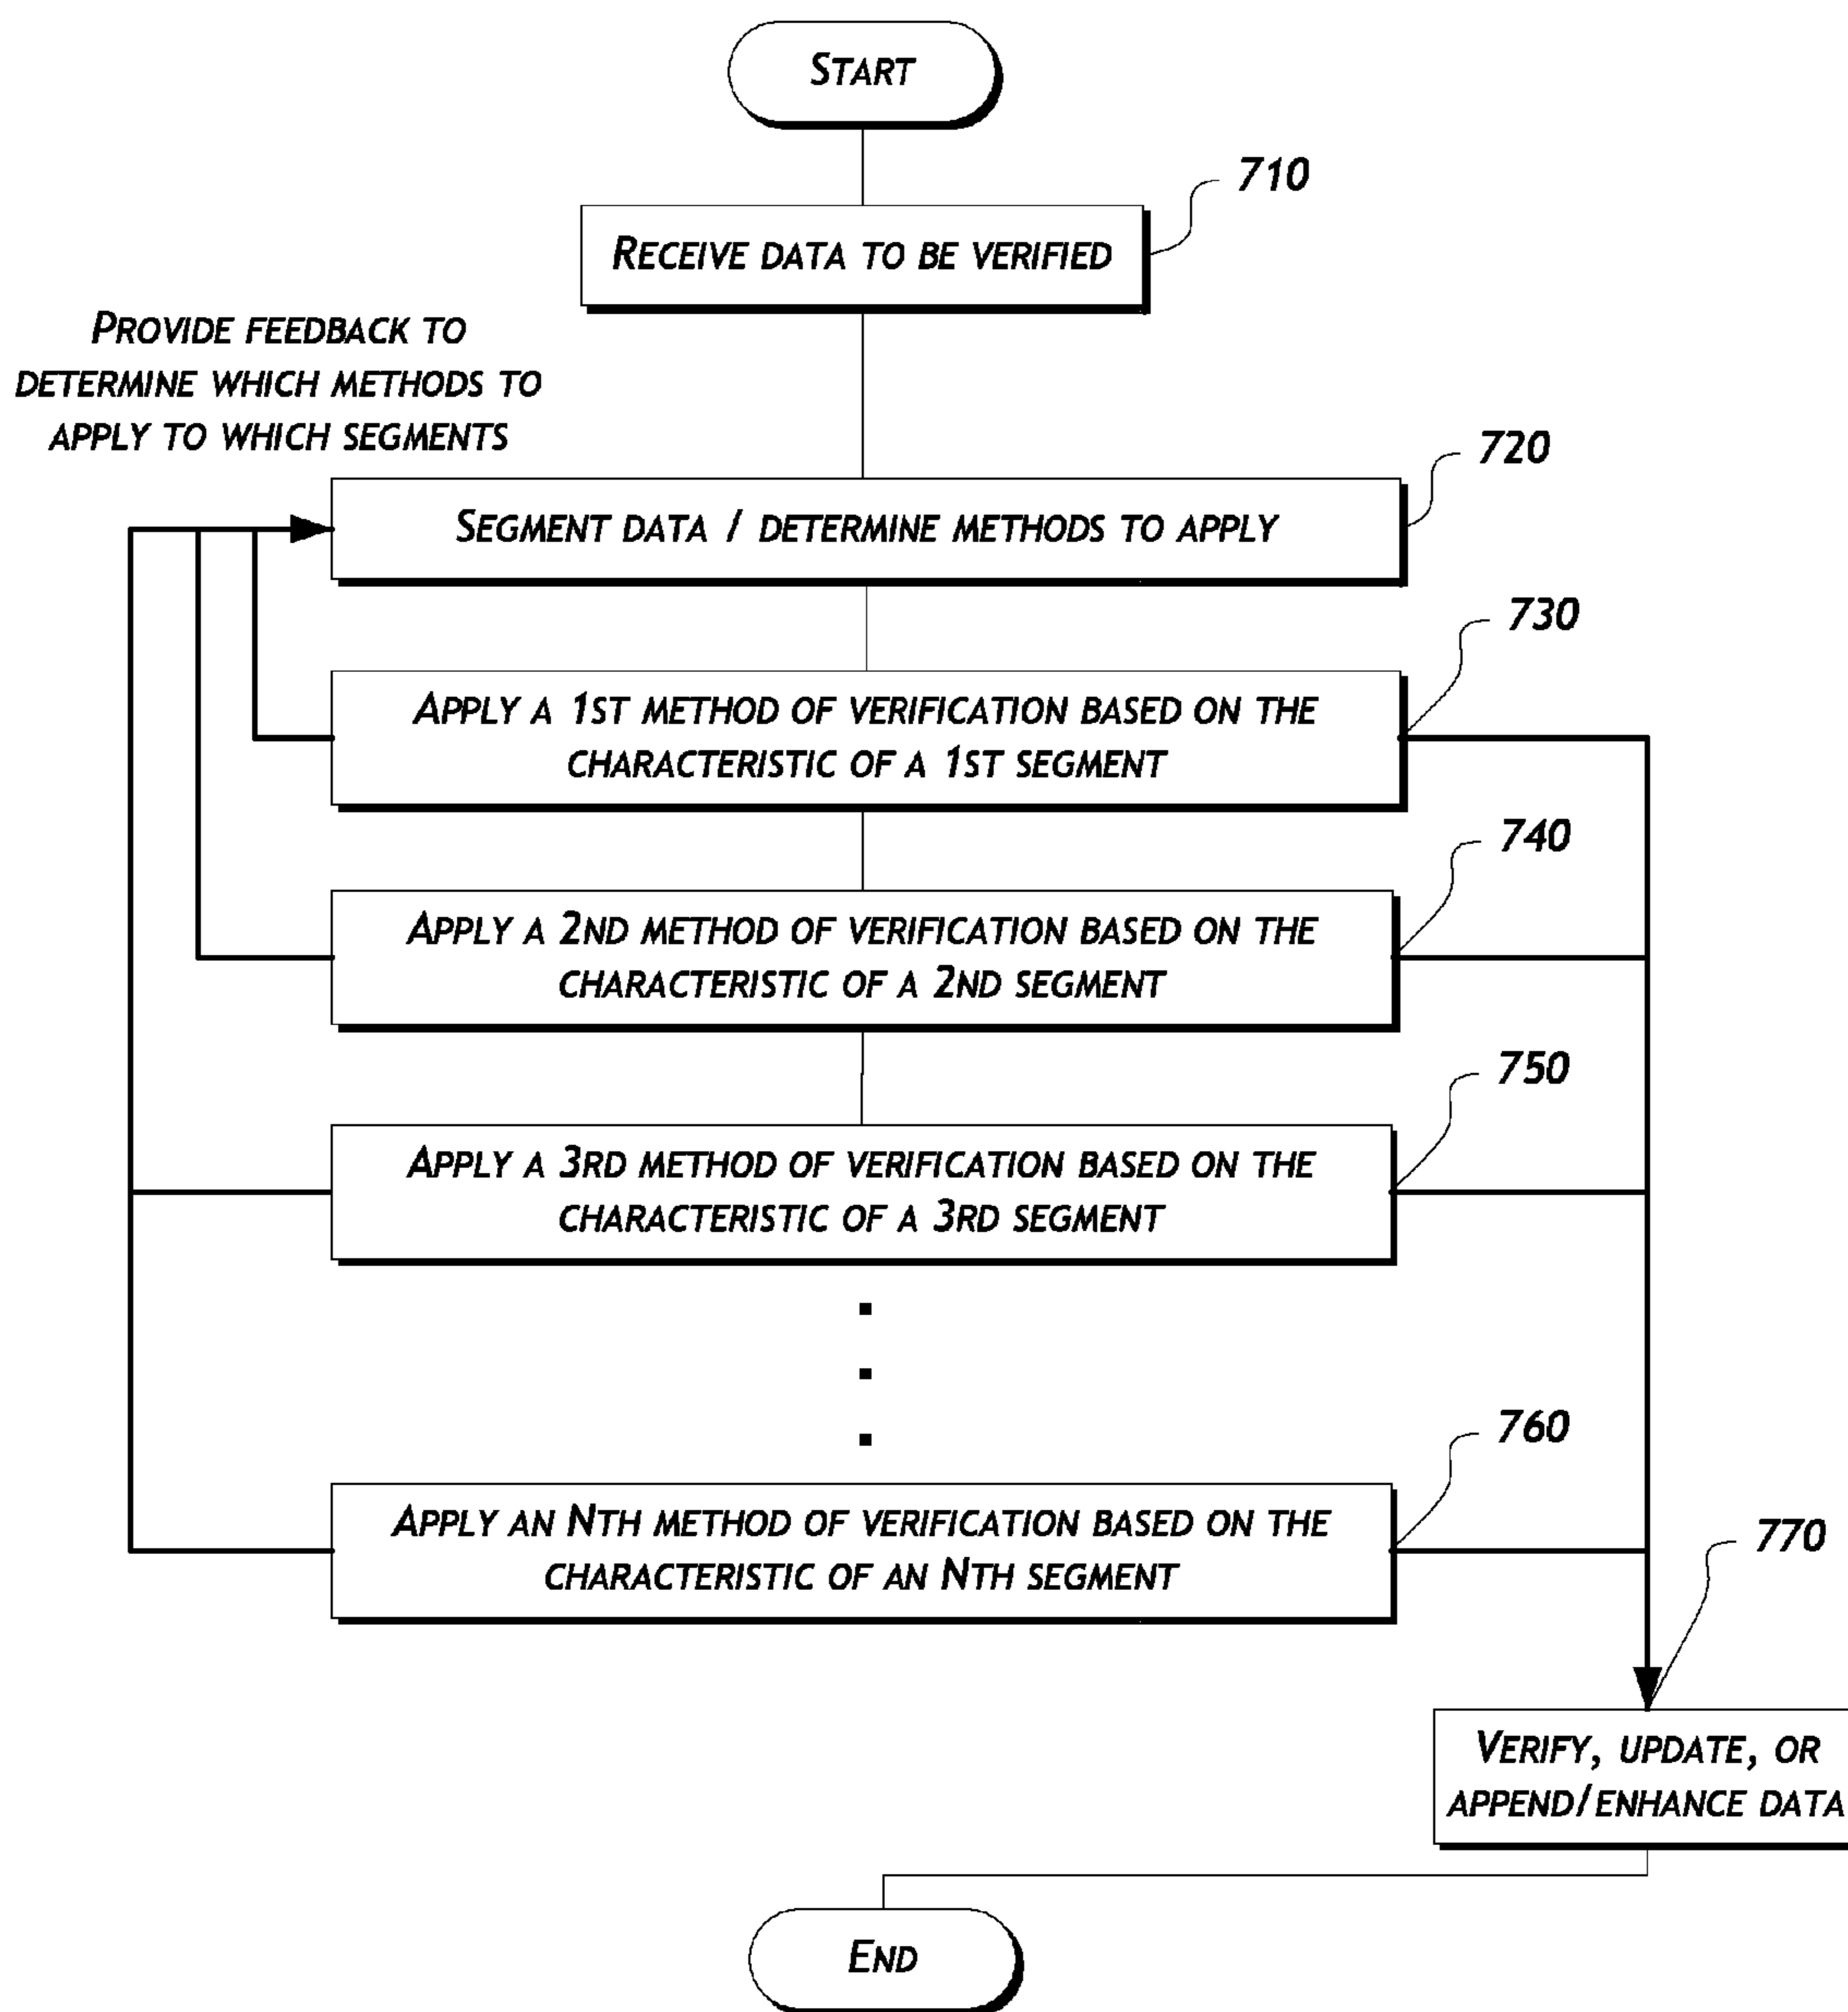 START
710
RECEIVE DATA TO BE VERIFIED
PROVIDE FEEDBACK TO
DETERMINE WHICH METHODS TO
APPLY TO WHICH SEGMENTS
720
SEGMENT DATA / DETERMINE METHODS TO APPLY
730
APPLY A 1ST METHOD OF VERIFICATION BASED ON THE
CHARACTERISTIC OF A 1ST SEGMENT
740
APPLY A 2ND METHOD OF VERIFICATION BASED ON THE
CHARACTERISTIC OF A 2ND SEGMENT
750
APPLY A 3RD METHOD OF VERIFICATION BASED ON THE
CHARACTERISTIC OF A 3RD SEGMENT
760
APPLY AN NTH METHOD OF VERIFICATION BASED ON THE
CHARACTERISTIC OF AN NTH SEGMENT
770
VERIFY, UPDATE, OR
APPEND/ENHANCE DATA
END